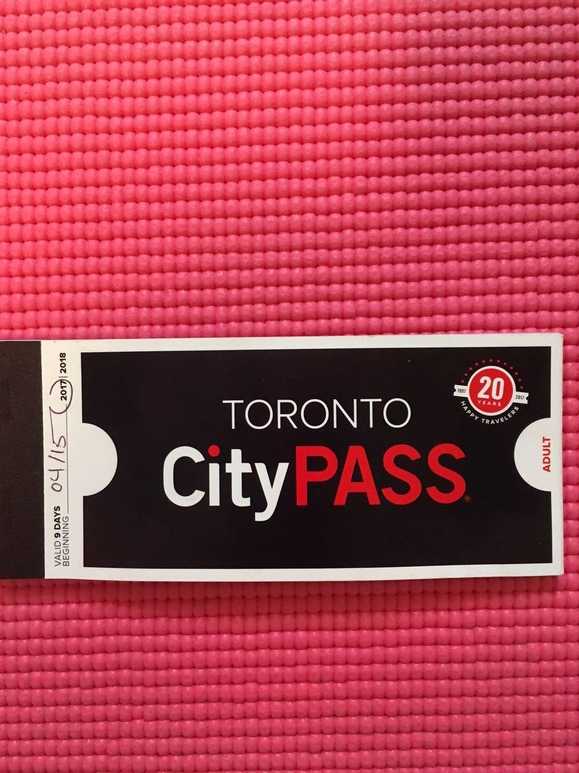 VALID 9 DAYS
BEGINNING
04/15
2017|2018
TORONTO
CityPASS®
1997
20
YEARS
2017
HAPPY TRAVELERS
ADULT